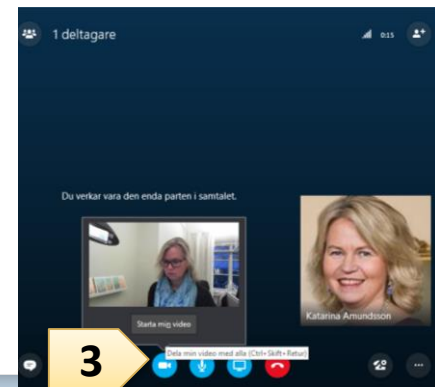 1 deltagare
0:15
Du verkar vara den enda parten i samtalet.
Starta min video
Katarina Amundsson
Dela min video med alla (Ctrl+Skift+Retur)
3